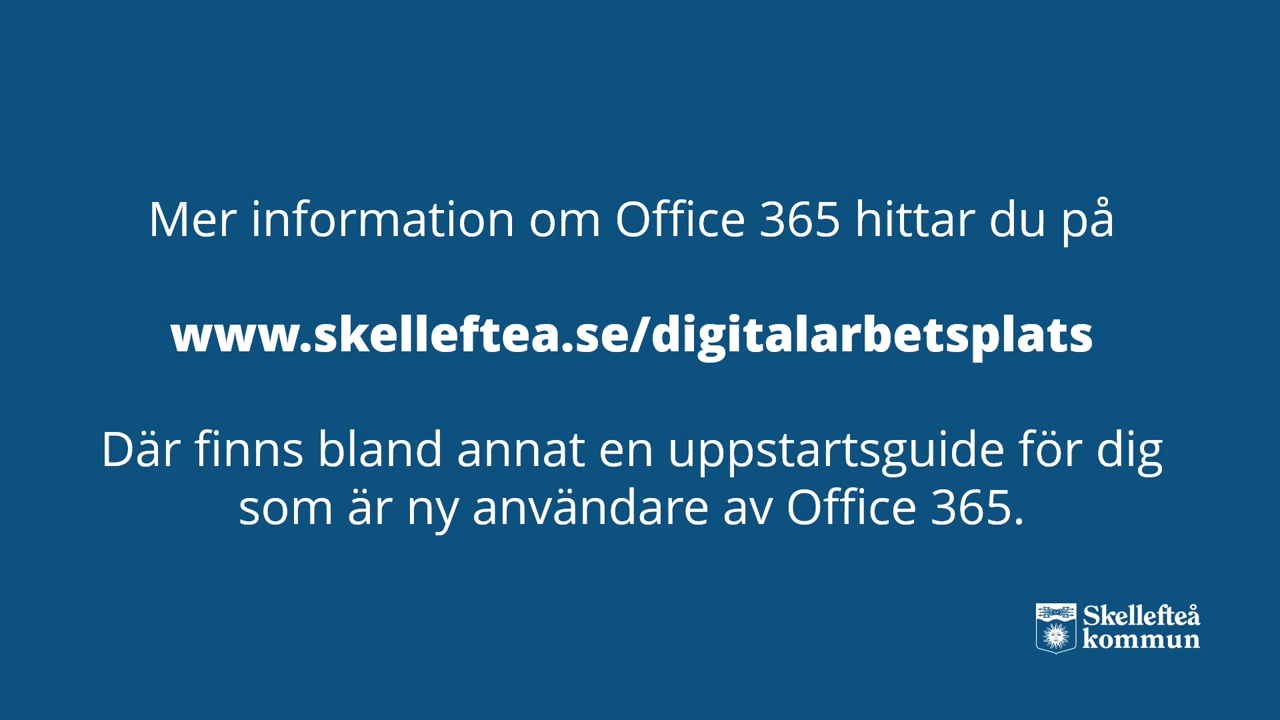 Mer information om Office 365 hittar du på
www.skelleftea.se/digitalarbetsplats
Där finns bland annat en uppstartsguide för dig
som är ny användare av Office 365.
Skellefteå
kommun